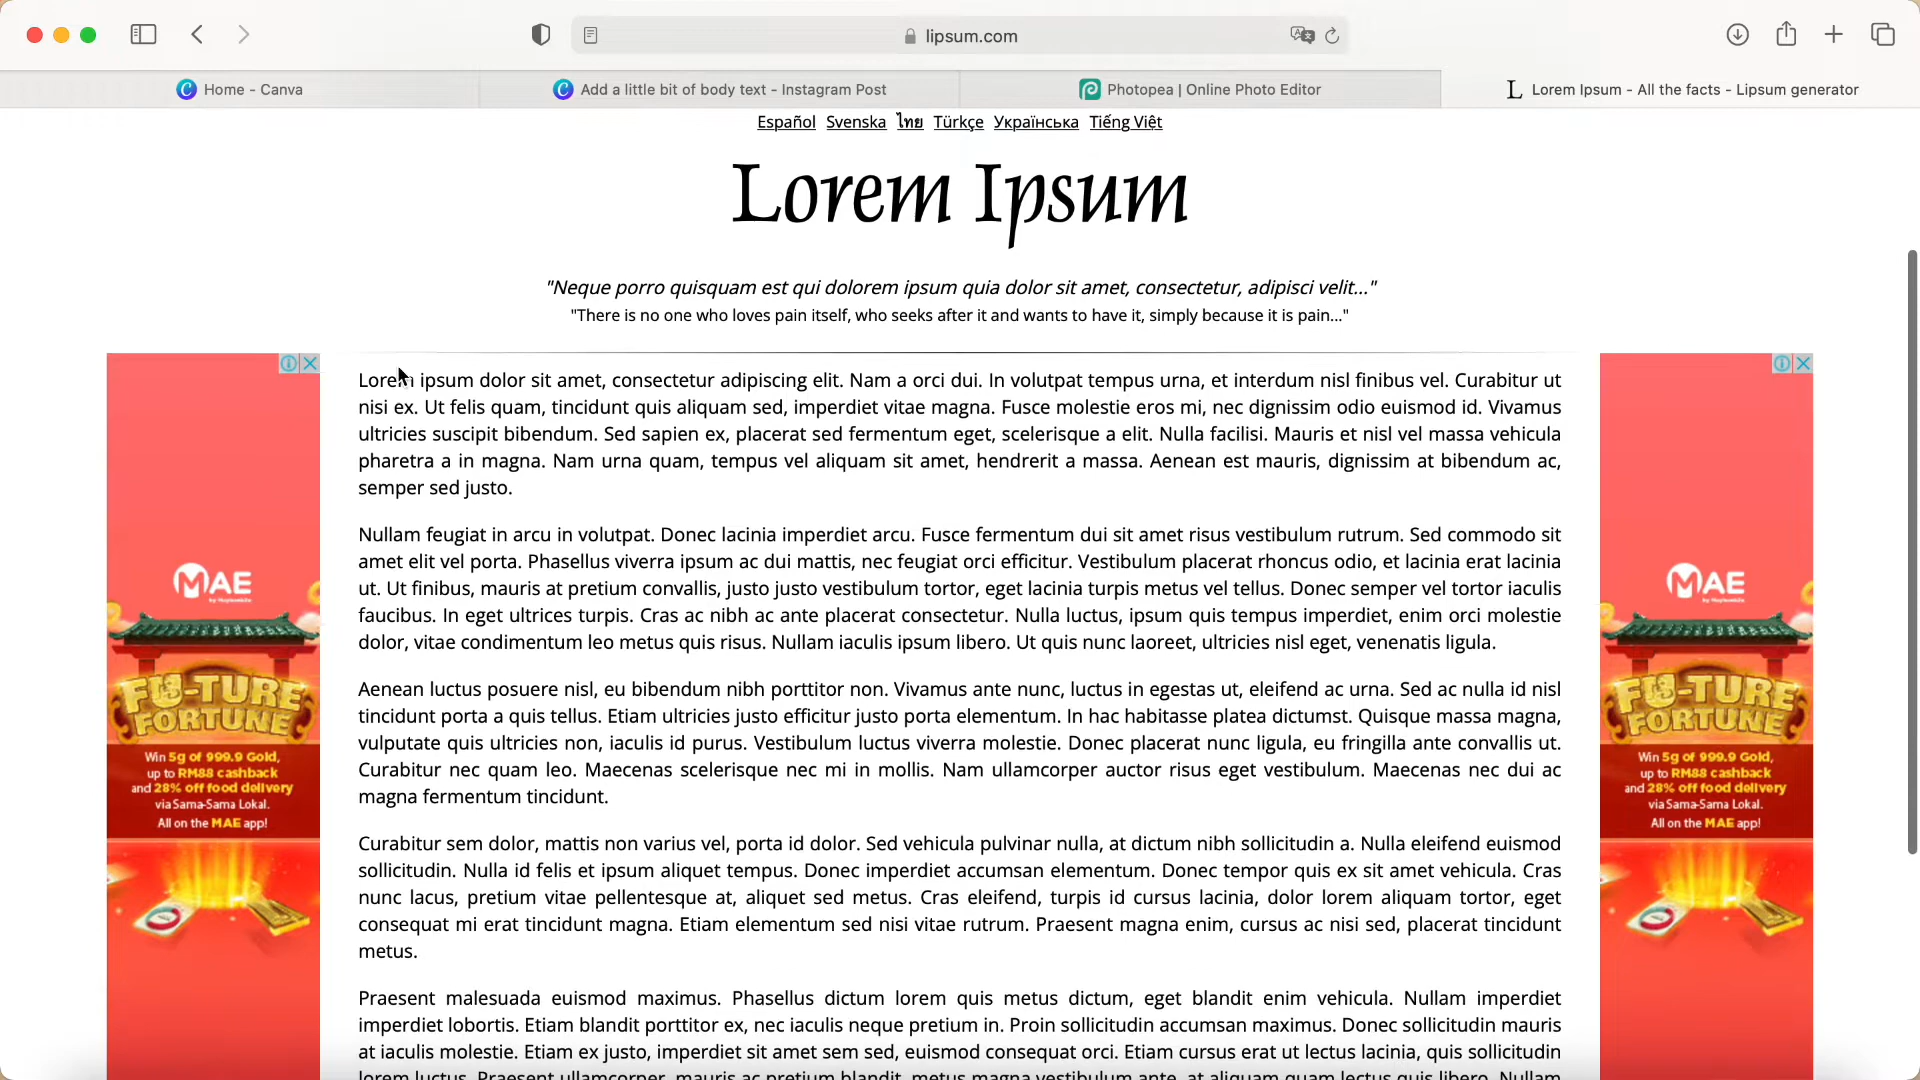 lipsum.com
Home - Canva
Add a little bit of body text - Instagram Post
Photopea | Online Photo Editor
Lorem Ipsum - All the facts - Lipsum generator
Español Svenska ไทย Türkçe Українська Tiếng Việt
Lorem Ipsum
"Neque porro quisquam est qui dolorem ipsum quia dolor sit amet, consectetur, adipisci velit..."
"There is no one who loves pain itself, who seeks after it and wants to have it, simply because it is pain..."
Lorem ipsum dolor sit amet, consectetur adipiscing elit. Nam a orci dui. In volutpat tempus urna, et interdum nisl finibus vel. Curabitur ut
nisi ex. Ut felis quam, tincidunt quis aliquam sed, imperdiet vitae magna. Fusce molestie eros mi, nec dignissim odio euismod id. Vivamus
ultricies suscipit bibendum. Sed sapien ex, placerat sed fermentum eget, scelerisque a elit. Nulla facilisi. Mauris et nisl vel massa vehicula
pharetra a in magna. Nam urna quam, tempus vel aliquam sit amet, hendrerit a massa. Aenean est mauris, dignissim at bibendum ac,
semper sed justo.
Nullam feugiat in arcu in volutpat. Donec lacinia imperdiet arcu. Fusce fermentum dui sit amet risus vestibulum rutrum. Sed commodo sit
amet elit vel porta. Phasellus viverra ipsum ac dui mattis, nec feugiat orci efficitur. Vestibulum placerat rhoncus odio, et lacinia erat lacinia
ut. Ut finibus, mauris at pretium convallis, justo justo vestibulum tortor, eget lacinia turpis metus vel tellus. Donec semper vel tortor iaculis
faucibus. In eget ultrices turpis. Cras ac nibh ac ante placerat consectetur. Nulla luctus, ipsum quis tempus imperdiet, enim orci molestie
dolor, vitae condimentum leo metus quis risus. Nullam iaculis ipsum libero. Ut quis nunc laoreet, ultricies nisl eget, venenatis ligula.
Aenean luctus posuere nisl, eu bibendum nibh porttitor non. Vivamus ante nunc, luctus in egestas ut, eleifend ac urna. Sed ac nulla id nisl
tincidunt porta a quis tellus. Etiam ultricies justo efficitur justo porta elementum. In hac habitasse platea dictumst. Quisque massa magna,
vulputate quis ultricies non, iaculis id purus. Vestibulum luctus viverra molestie. Donec placerat nunc ligula, eu fringilla ante convallis ut.
Curabitur nec quam leo. Maecenas scelerisque nec mi in mollis. Nam ullamcorper auctor risus eget vestibulum. Maecenas nec dui ac
magna fermentum tincidunt.
Curabitur sem dolor, mattis non varius vel, porta id dolor. Sed vehicula pulvinar nulla, at dictum nibh sollicitudin a. Nulla eleifend euismod
sollicitudin. Nulla id felis et ipsum aliquet tempus. Donec imperdiet accumsan elementum. Donec tempor quis ex sit amet vehicula. Cras
nunc lacus, pretium vitae pellentesque at, aliquet sed metus. Cras eleifend, turpis id cursus lacinia, dolor lorem aliquam tortor, eget
consequat mi erat tincidunt magna. Etiam elementum sed nisi vitae rutrum. Praesent magna enim, cursus ac nisi sed, placerat tincidunt
metus.
Praesent malesuada euismod maximus. Phasellus dictum lorem quis metus dictum, eget blandit enim vehicula. Nullam imperdiet
imperdiet lobortis. Etiam blandit porttitor ex, nec iaculis neque pretium in. Proin sollicitudin accumsan maximus. Donec sollicitudin mauris
at iaculis molestie. Etiam ex justo, imperdiet sit amet sem sed, euismod consequat orci. Etiam cursus erat ut lectus lacinia, quis sollicitudin
lorem luctus. Praesent ullamcorper, mauris ac pretium blandit, metus magna vestibulum ante, at aliquam quam lectus quis libero. Nullam
MAE
FU-TURE
FORTUNE
Win 5g of 999.9 Gold,
up to RM88 cashback
and 28% off food delivery
via Sama-Sama Lokal.
All on the MAE app!
MAE
FU-TURE
FORTUNE
Win 5g of 999.9 Gold,
up to RM88 cashback
and 28% off food delivery
via Sama-Sama Lokal.
All on the MAE app!